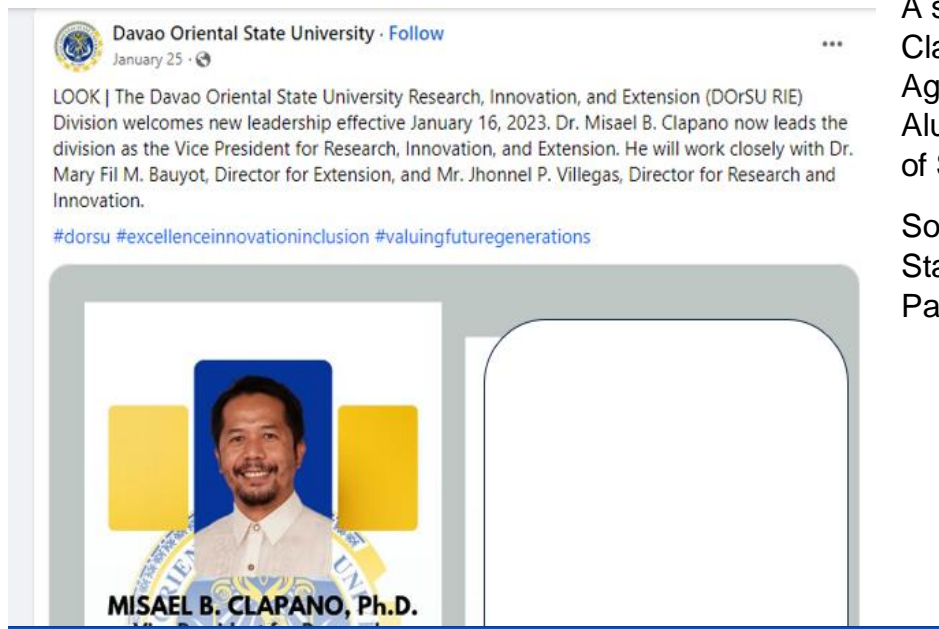 Davao Oriental State University · Follow
January 25 ·
LOOK | The Davao Oriental State University Research, Innovation, and Extension (DOrSU RIE)
Division welcomes new leadership effective January 16, 2023. Dr. Misael B. Clapano now leads the
division as the Vice President for Research, Innovation, and Extension. He will work closely with Dr.
Mary Fil M. Bauyot, Director for Extension, and Mr. Jhonnel P. Villegas, Director for Research and
Innovation.
#dorsu #excellenceinnovationinclusion #valuingfuturegenerations
MISAEL B. CLAPANO, Ph.D.
A s
Cla
Ag
Alu
of S
So
Sta
Pa